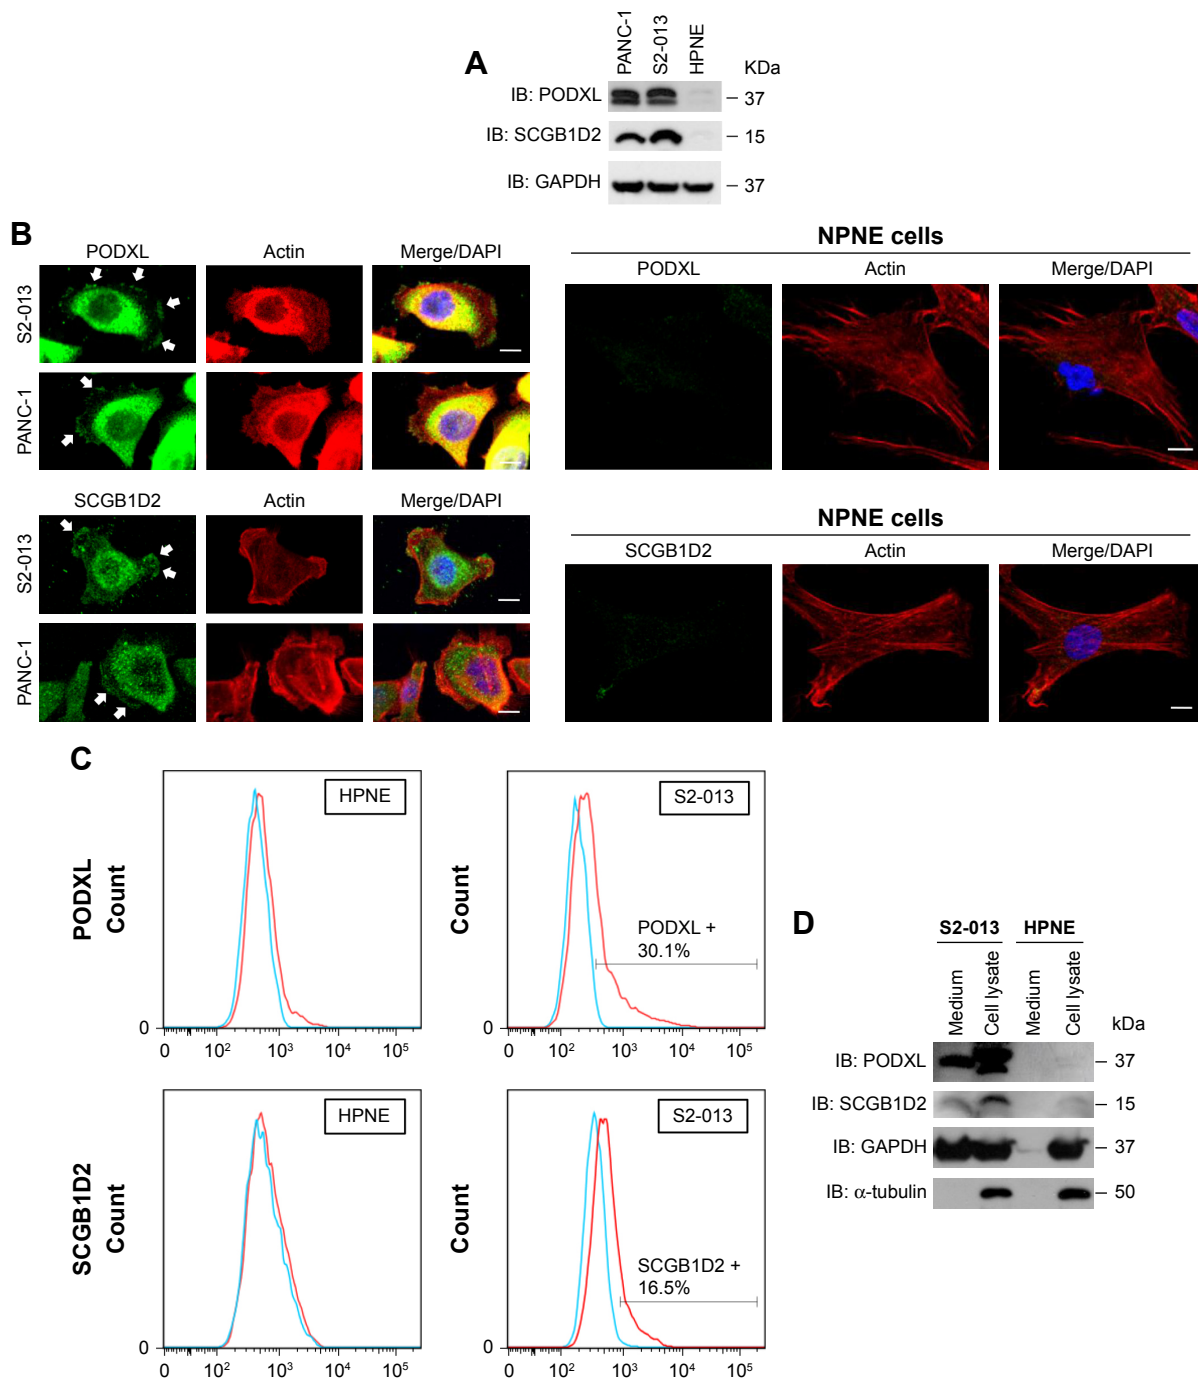 A
PANC-1
S2-013
HPNE
KDa
IB: PODXL
– 37
IB: SCGB1D2
– 15
IB: GAPDH
– 37
B
PODXL
Actin
Merge/DAPI
S2-013
PANC-1
SCGB1D2
Actin
Merge/DAPI
S2-013
PANC-1
NPNE cells
PODXL
Actin
Merge/DAPI
NPNE cells
SCGB1D2
Actin
Merge/DAPI
C
PODXL
Count
HPNE
0
0 10² 10³ 10⁴ 10⁵
Count
S2-013
PODXL +
30.1%
0
0 10² 10³ 10⁴ 10⁵
SCGB1D2
Count
HPNE
0
0 10² 10³ 10⁴ 10⁵
Count
S2-013
SCGB1D2 +
16.5%
0
0 10² 10³ 10⁴ 10⁵
D
S2-013 HPNE
Medium
Cell lysate
Medium
Cell lysate
kDa
IB: PODXL
– 37
IB: SCGB1D2
– 15
IB: GAPDH
– 37
IB: α-tubulin
– 50